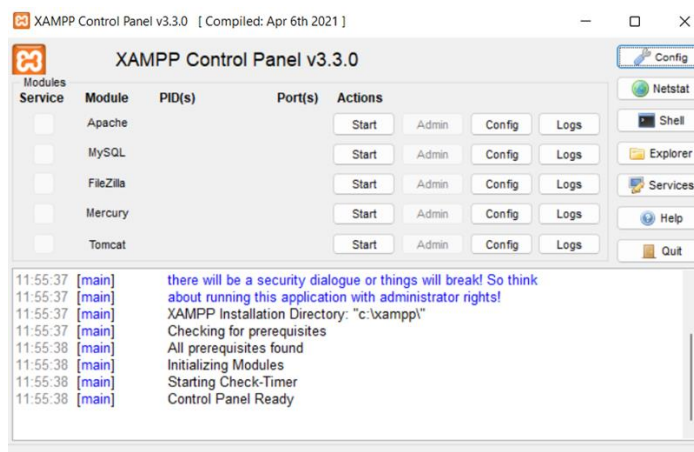 XAMPP Control Panel v3.3.0 [ Compiled: Apr 6th 2021 ]
XAMPP Control Panel v3.3.0
Config
Modules
Service Module PID(s) Port(s) Actions
Netstat
Apache Start Admin Config Logs
Shell
MySQL Start Admin Config Logs
Explorer
FileZilla Start Admin Config Logs
Services
Mercury Start Admin Config Logs
Help
Tomcat Start Admin Config Logs
Quit
11:55:37 [main] there will be a security dialogue or things will break! So think
11:55:37 [main] about running this application with administrator rights!
11:55:37 [main] XAMPP Installation Directory: "c:\xampp\"
11:55:37 [main] Checking for prerequisites
11:55:38 [main] All prerequisites found
11:55:38 [main] Initializing Modules
11:55:38 [main] Starting Check-Timer
11:55:38 [main] Control Panel Ready